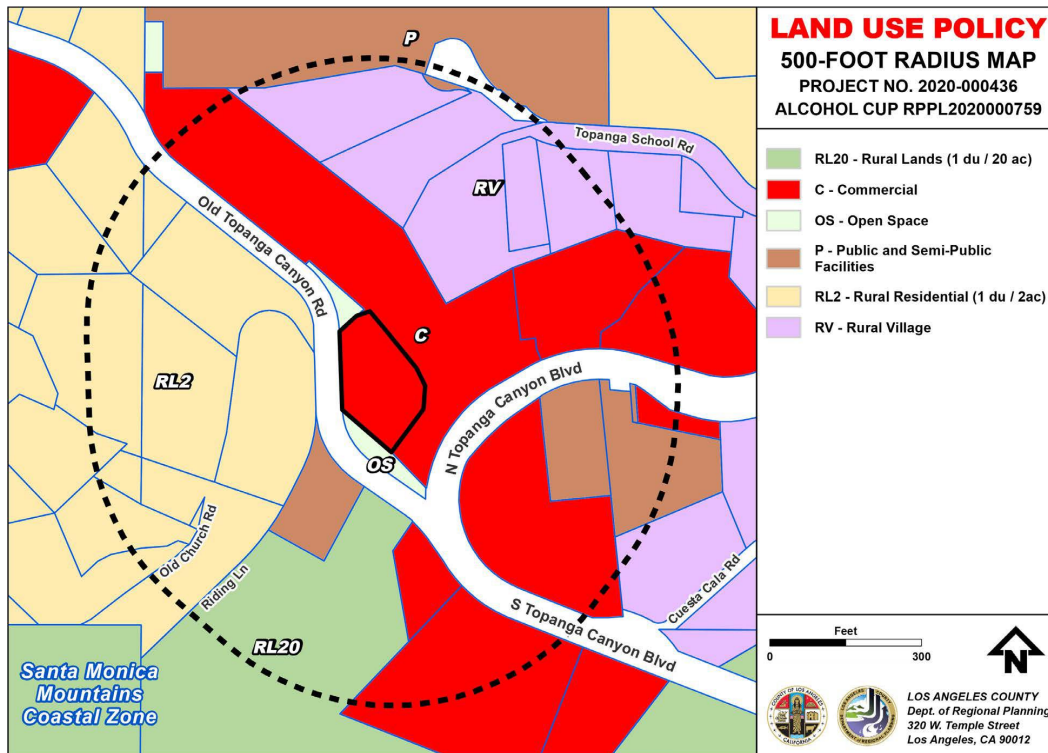 LAND USE POLICY
500-FOOT RADIUS MAP
PROJECT NO. 2020-000436
ALCOHOL CUP RPPL2020000759
RL20 - Rural Lands (1 du / 20 ac)
C - Commercial
OS - Open Space
P - Public and Semi-Public
Facilities
RL2 - Rural Residential (1 du / 2ac)
RV - Rural Village
P
Topanga School Rd
RV
Old Topanga Canyon Rd
C
N Topanga Canyon Blvd
RL2
OS
Old Church Rd
Riding Ln
Cuesta Cala Rd
S Topanga Canyon Blvd
RL20
Santa Monica
Mountains
Coastal Zone
Feet
0 300
N
LOS ANGELES COUNTY
Dept. of Regional Planning
320 W. Temple Street
Los Angeles, CA 90012